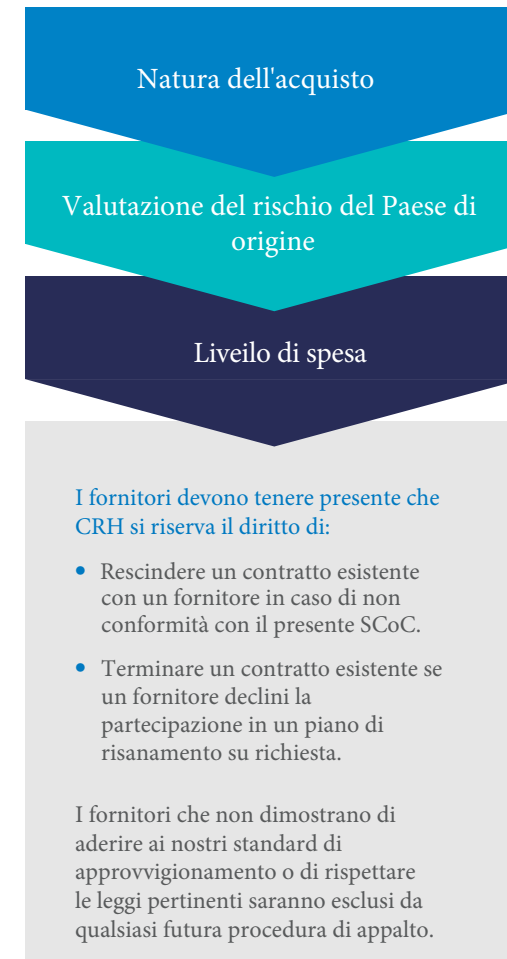 Natura dell'acquisto
Valutazione del rischio del Paese di
origine
Liveilo di spesa
I fornitori devono tenere presente che
CRH si riserva il diritto di:
• Rescindere un contratto esistente
con un fornitore in caso di non
conformità con il presente SCoC.
• Terminare un contratto esistente se
un fornitore declini la
partecipazione in un piano di
risanamento su richiesta.
I fornitori che non dimostrano di
aderire ai nostri standard di
approvvigionamento o di rispettare
le leggi pertinenti saranno esclusi da
qualsiasi futura procedura di appalto.